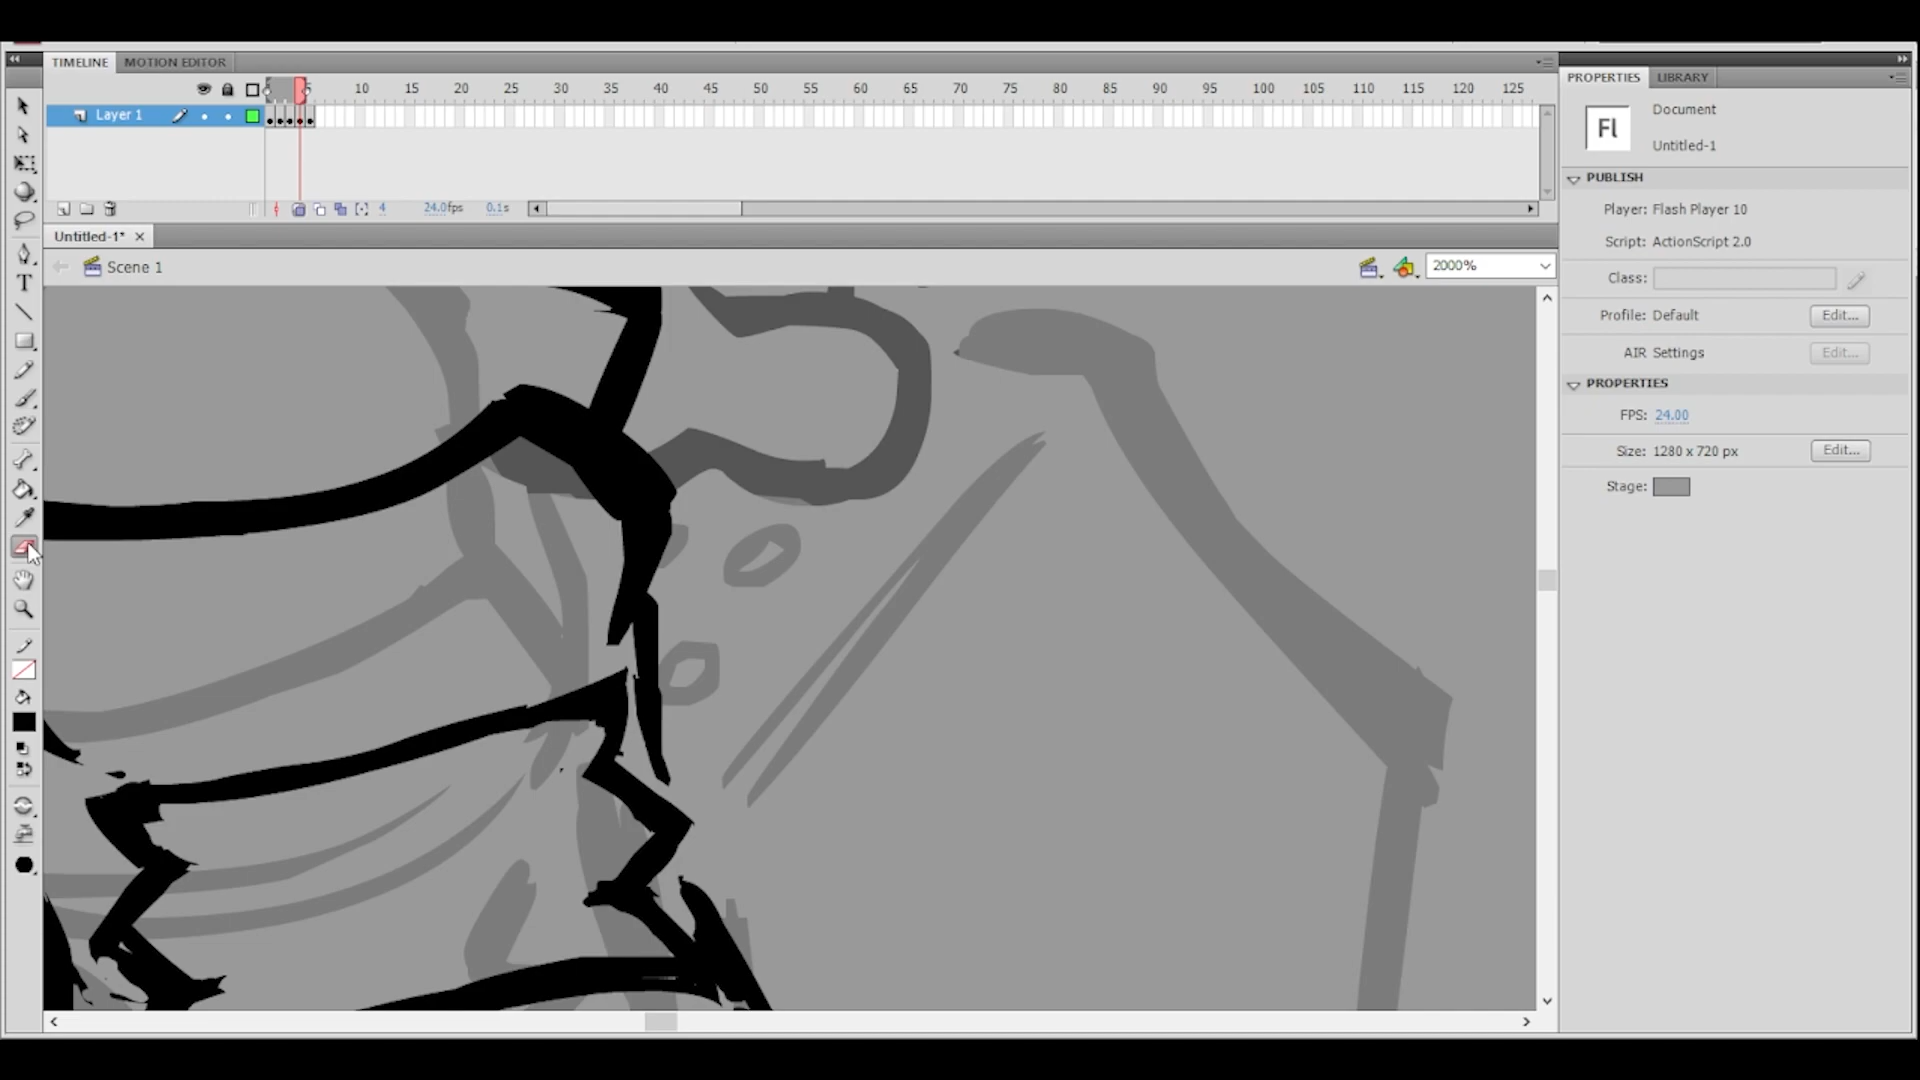 TIMELINE MOTION EDITOR
5 10 15 20 25 30 35 40 45 50 55 60 65 70 75 80 85 90 95 100 105 110 115 120 125
Layer 1
4 24.0fps 0.1s
Untitled-1*
Scene 1
2000%
T
PROPERTIES LIBRARY
Fl
Document
Untitled-1
PUBLISH
Player: Flash Player 10
Script: ActionScript 2.0
Class:
Profile: Default Edit...
AIR Settings Edit...
PROPERTIES
FPS: 24.00
Size: 1280 x 720 px Edit...
Stage: